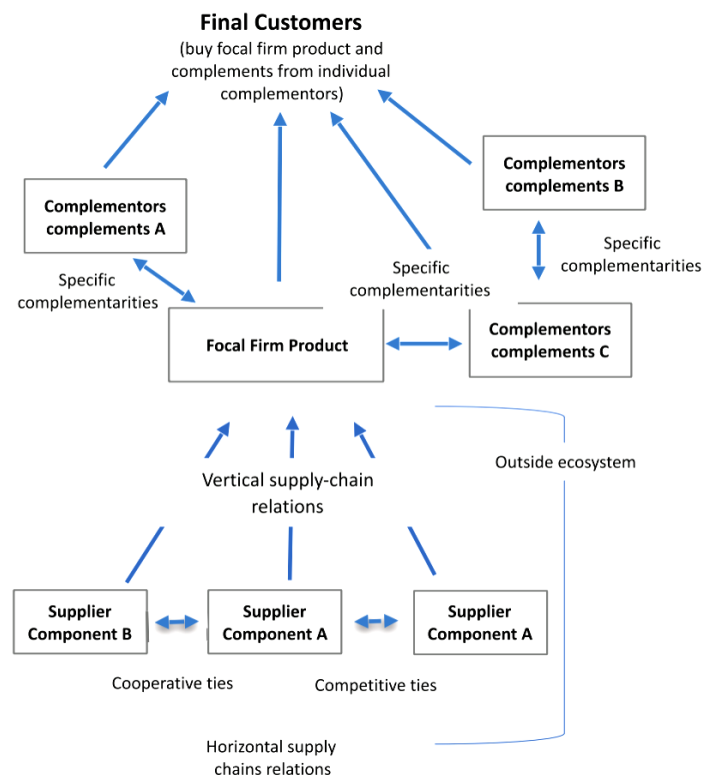 Final Customers
(buy focal firm product and
complements from individual
complementors)
Complementors
complements B
Complementors
complements A
Specific
complementarities
Specific
complementarities
Specific
complementarities
Focal Firm Product
Complementors
complements C
Outside ecosystem
Vertical supply-chain
relations
Supplier
Component B
Supplier
Component A
Supplier
Component A
Cooperative ties
Competitive ties
Horizontal supply
chains relations